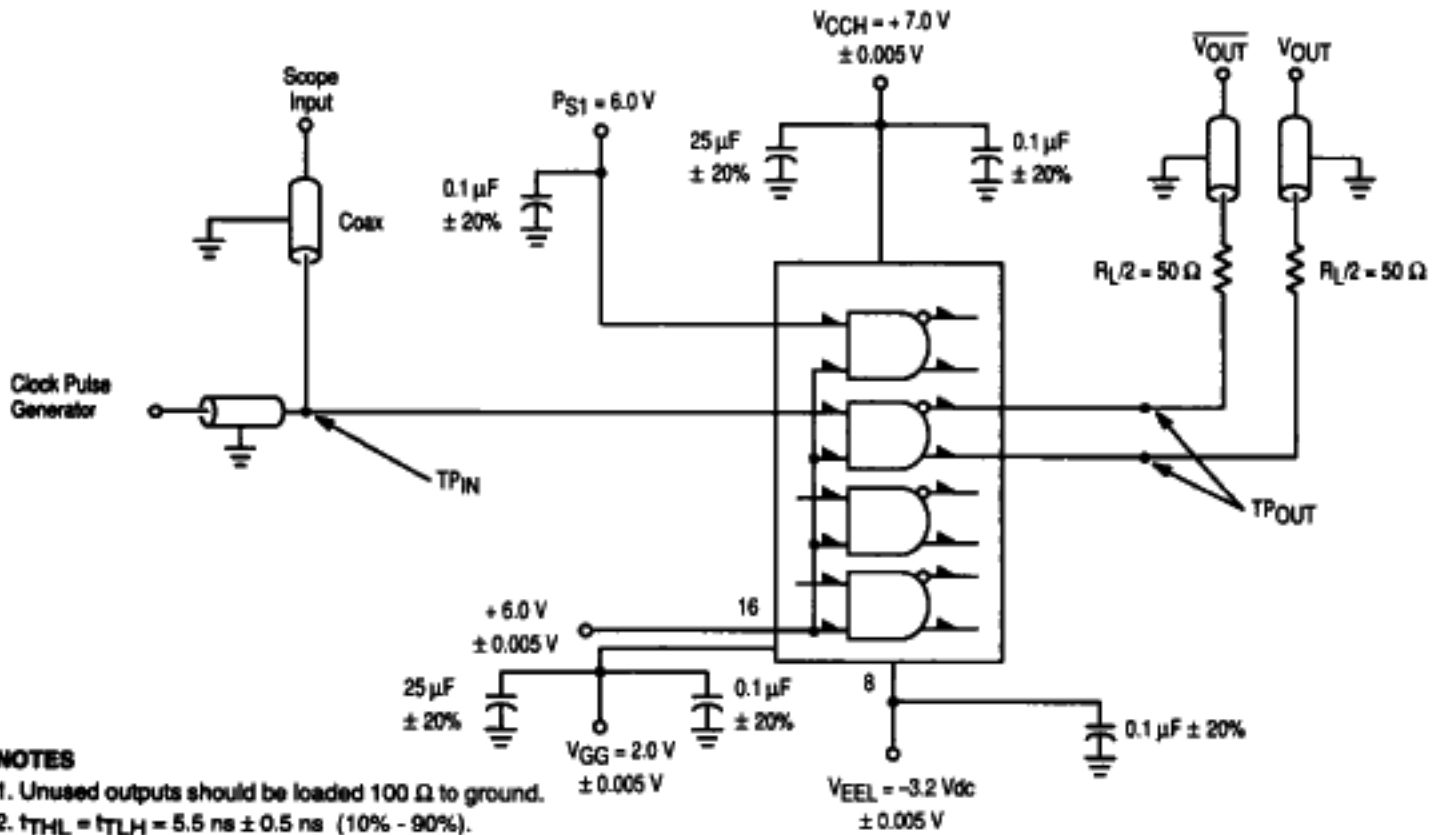 VCCH = + 7.0 V
± 0.005 V
VOUT
VOUT
Scope
Input
PS1 = 6.0 V
25 µF
± 20%
0.1 µF
± 20%
0.1 µF
± 20%
Coax
RL/2 = 50 Ω
RL/2 = 50 Ω
Clock Pulse
Generator
TPIN
TPOUT
+ 6.0 V
± 0.005 V
16
25 µF
± 20%
0.1 µF
± 20%
8
0.1 µF ± 20%
VGG = 2.0 V
± 0.005 V
VEEL = –3.2 Vdc
± 0.005 V
NOTES
1. Unused outputs should be loaded 100 Ω to ground.
2. tTHL = tTLH = 5.5 ns ± 0.5 ns (10% - 90%).